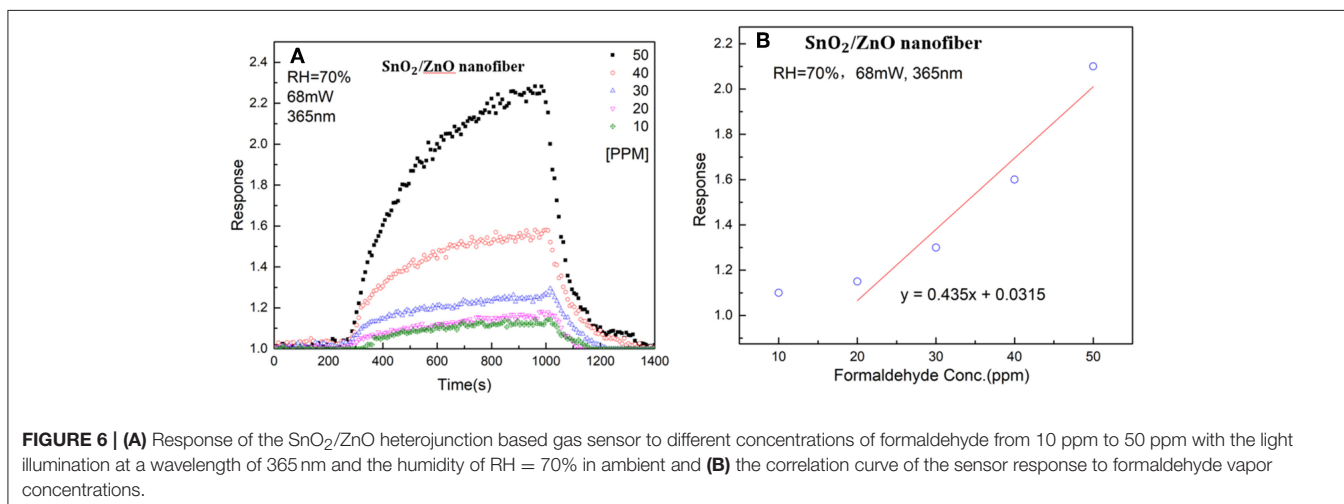 A
SnO₂/ZnO nanofiber
RH=70%
68mW
365nm
50
40
30
20
10
[PPM]
2.4
2.2
2.0
1.8
1.6
1.4
1.2
1.0
Response
0 200 400 600 800 1000 1200 1400
Time(s)
B
SnO₂/ZnO nanofiber
RH=70%, 68mW, 365nm
2.2
2.0
1.8
1.6
1.4
1.2
1.0
Response
y = 0.435x + 0.0315
10 20 30 40 50
Formaldehyde Conc.(ppm)
FIGURE 6 | (A) Response of the SnO₂/ZnO heterojunction based gas sensor to different concentrations of formaldehyde from 10 ppm to 50 ppm with the light
illumination at a wavelength of 365 nm and the humidity of RH = 70% in ambient and (B) the correlation curve of the sensor response to formaldehyde vapor
concentrations.